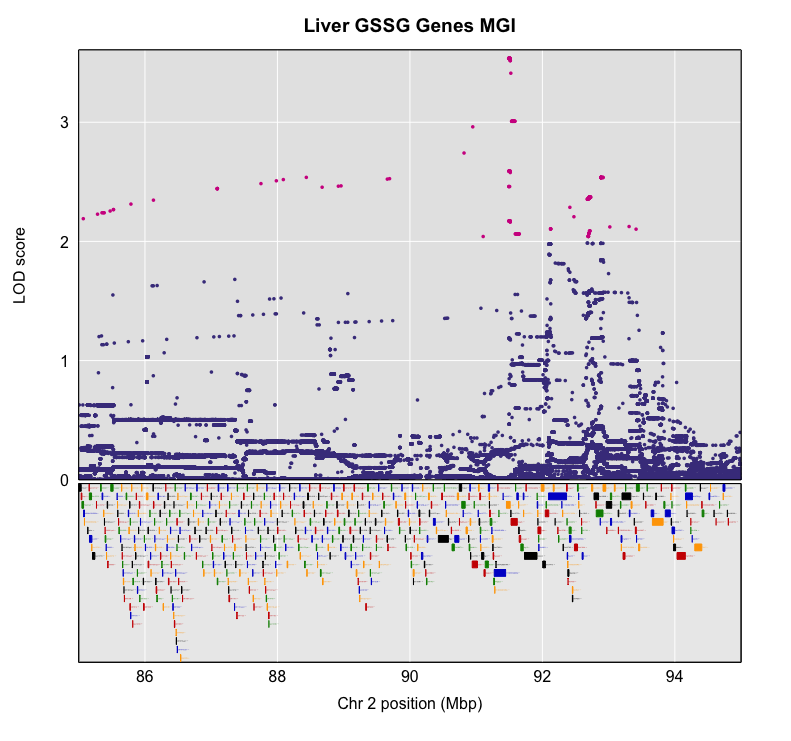 Liver GSSG Genes MGI
3
2
1
0
LOD score
86 88 90 92 94
Chr 2 position (Mbp)